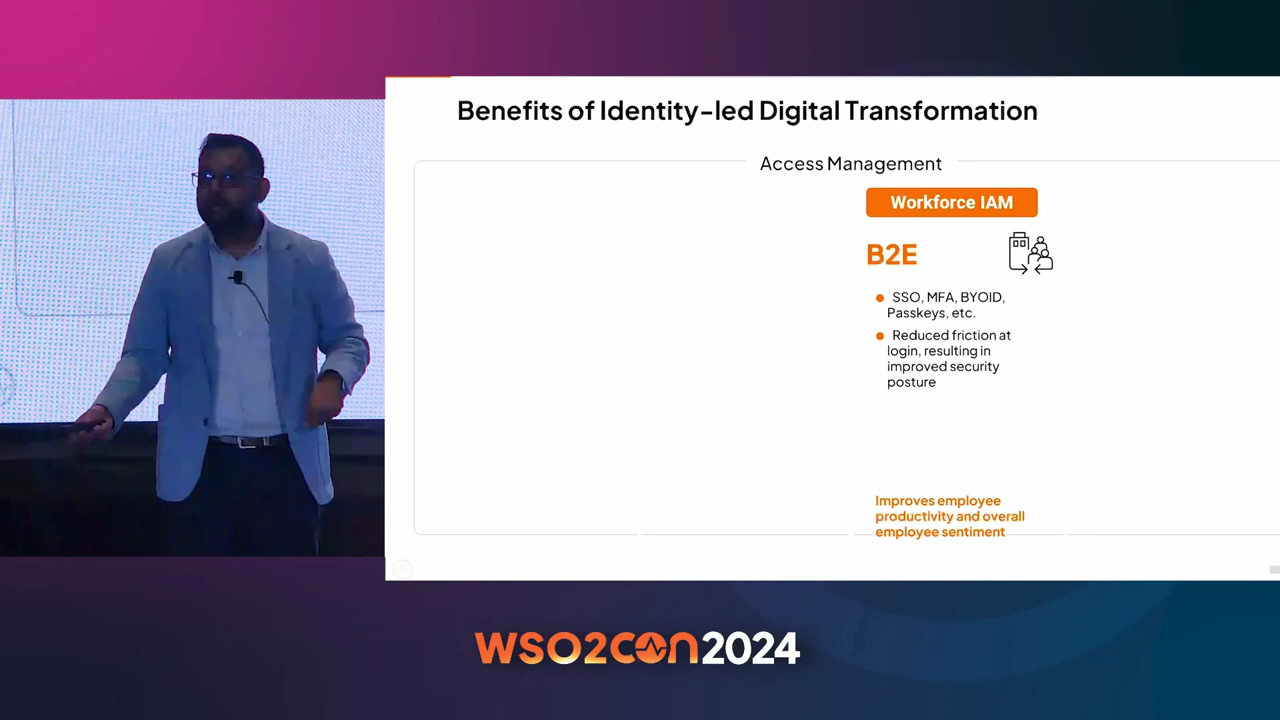 Benefits of Identity-led Digital Transformation
Access Management
Workforce IAM
B2E
SSO, MFA, BYOID,
Passkeys, etc.
Reduced friction at
login, resulting in
improved security
posture
Improves employee
productivity and overall
employee sentiment
WSO2CON2024